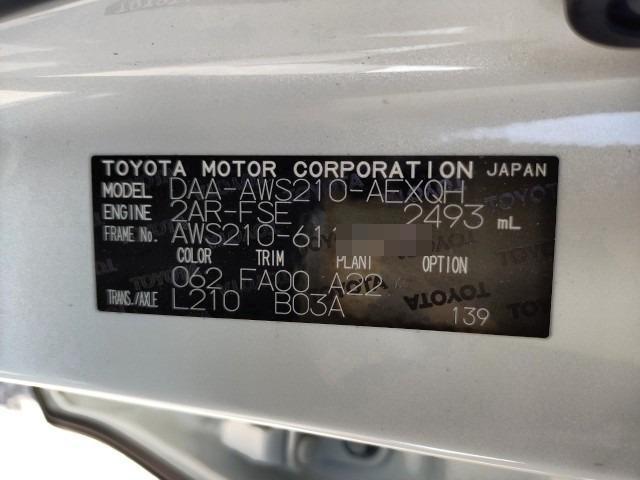 TOYOTA MOTOR CORPORATION JAPAN
MODEL DAA-AWS210-AEXQH
ENGINE 2AR-FSE 2493 mL
FRAME No. AWS210-611
COLOR TRIM PLANT OPTION
062 FA00 A22
TRANS./AXLE L210 B03A
139